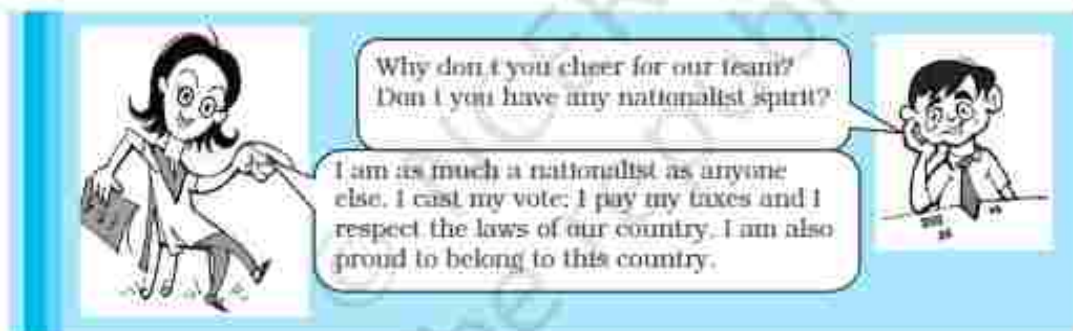 Why don t you cheer for our team?
Don t you have any nationalist spirit?
I am as much a nationalist as anyone
else. I cast my vote; I pay my taxes and I
respect the laws of our country. I am also
proud to belong to this country.